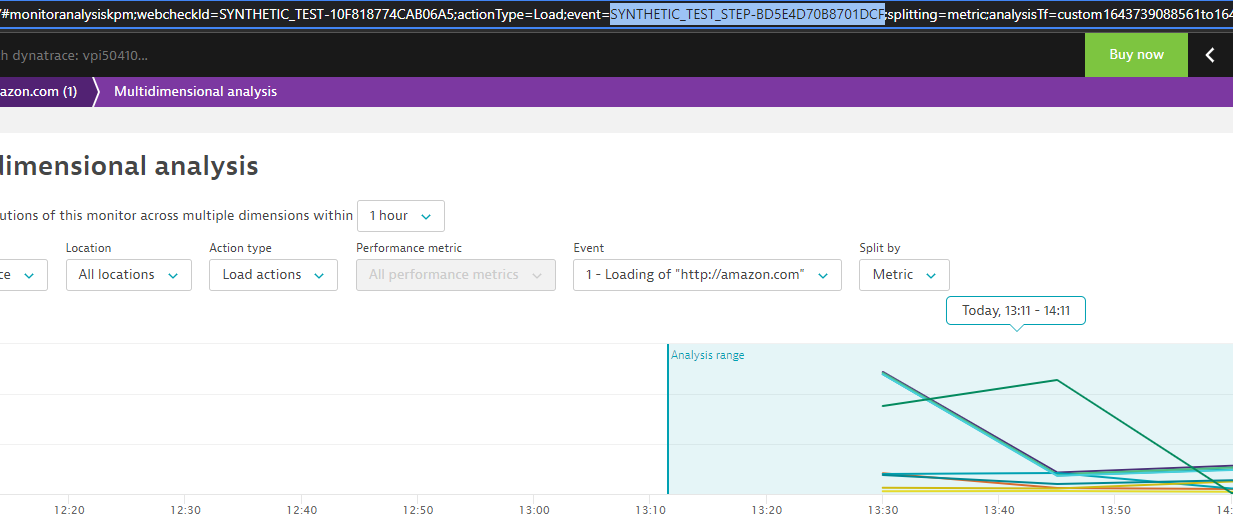 /#monitoranalysiskpm;webcheckId=SYNTHETIC_TEST-10F818774CAB06A5;actionType=Load;event=SYNTHETIC_TEST_STEP-BD5E4D70B8701DCF;splitting=metric;analysisTf=custom1643739088561to164
h dynatrace: vpi50410...
Buy now
azon.com (1)
Multidimensional analysis
dimensional analysis
utions of this monitor across multiple dimensions within 1 hour
Location
Action type
Performance metric
Event
Split by
ce
All locations
Load actions
All performance metrics
1 - Loading of "http://amazon.com"
Metric
Today, 13:11 - 14:11
Analysis range
12:20
12:30
12:40
12:50
13:00
13:10
13:20
13:30
13:40
13:50
14: